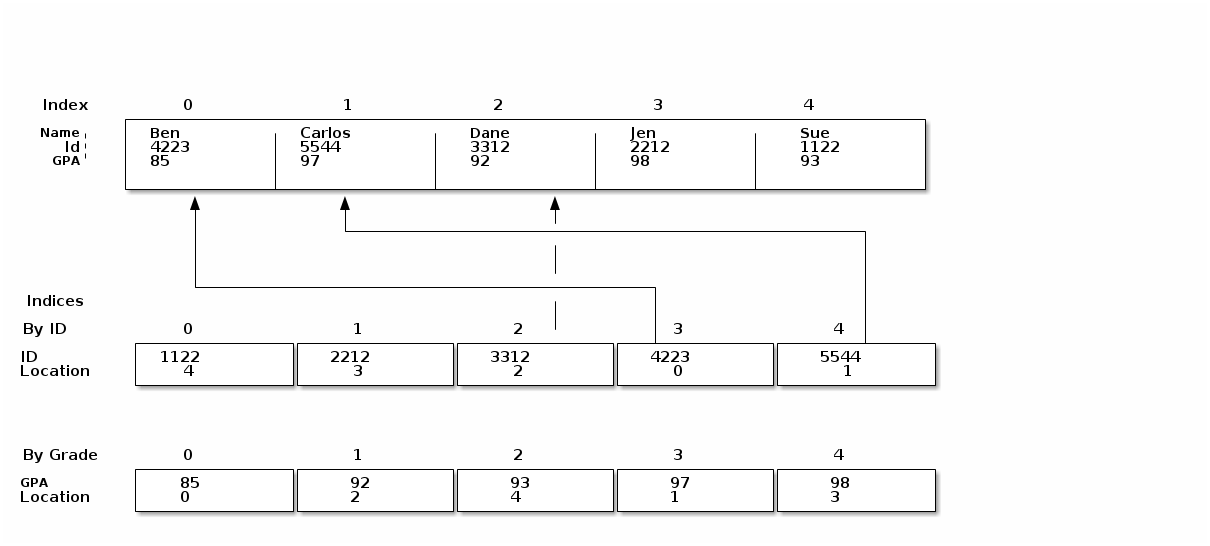 Index 0 1 2 3 4
Name Ben Carlos Dane Jen Sue
Id 4223 5544 3312 2212 1122
GPA 85 97 92 98 93
Indices
By ID 0 1 2 3 4
ID 1122 2212 3312 4223 5544
Location 4 3 2 0 1
By Grade 0 1 2 3 4
GPA 85 92 93 97 98
Location 0 2 4 1 3